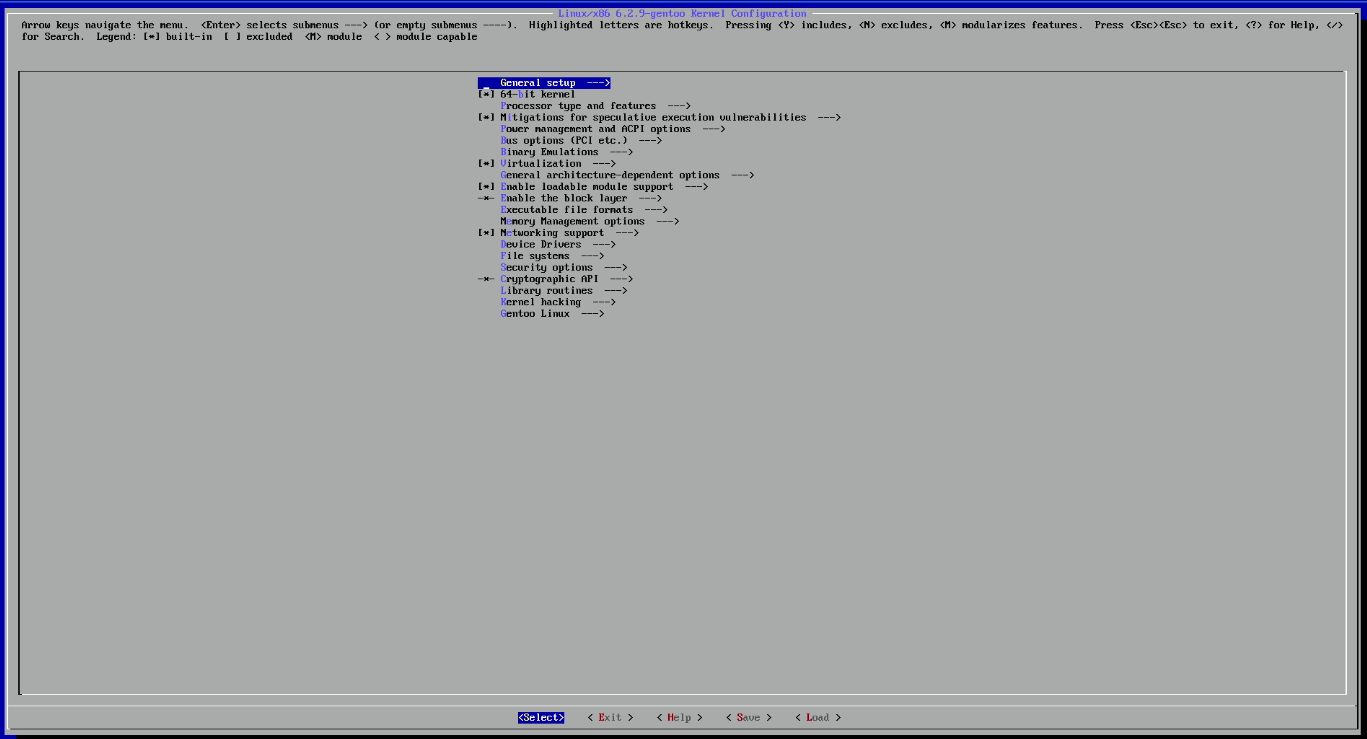 Linux/x86 6.2.9-gentoo Kernel Configuration
Arrow keys navigate the menu.  <Enter> selects submenus ---> (or empty submenus ----).  Highlighted letters are hotkeys.  Pressing <Y> includes, <N> excludes, <M> modularizes features.  Press <Esc><Esc> to exit, <?> for Help, </>
for Search.  Legend: [*] built-in  [ ] excluded  <M> module  < > module capable
General setup  --->
[*] 64-bit kernel
Processor type and features  --->
[*] Mitigations for speculative execution vulnerabilities  --->
Power management and ACPI options  --->
Bus options (PCI etc.)  --->
Binary Emulations  --->
[*] Virtualization  --->
General architecture-dependent options  --->
[*] Enable loadable module support  --->
-*- Enable the block layer  --->
Executable file formats  --->
Memory Management options  --->
[*] Networking support  --->
Device Drivers  --->
File systems  --->
Security options  --->
-*- Cryptographic API  --->
Library routines  --->
Kernel hacking  --->
Gentoo Linux  --->
<Select>    < Exit >    < Help >    < Save >    < Load >